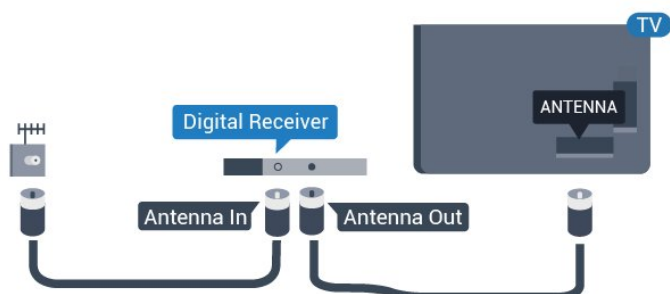 TV
ANTENNA
Digital Receiver
Antenna In
Antenna Out